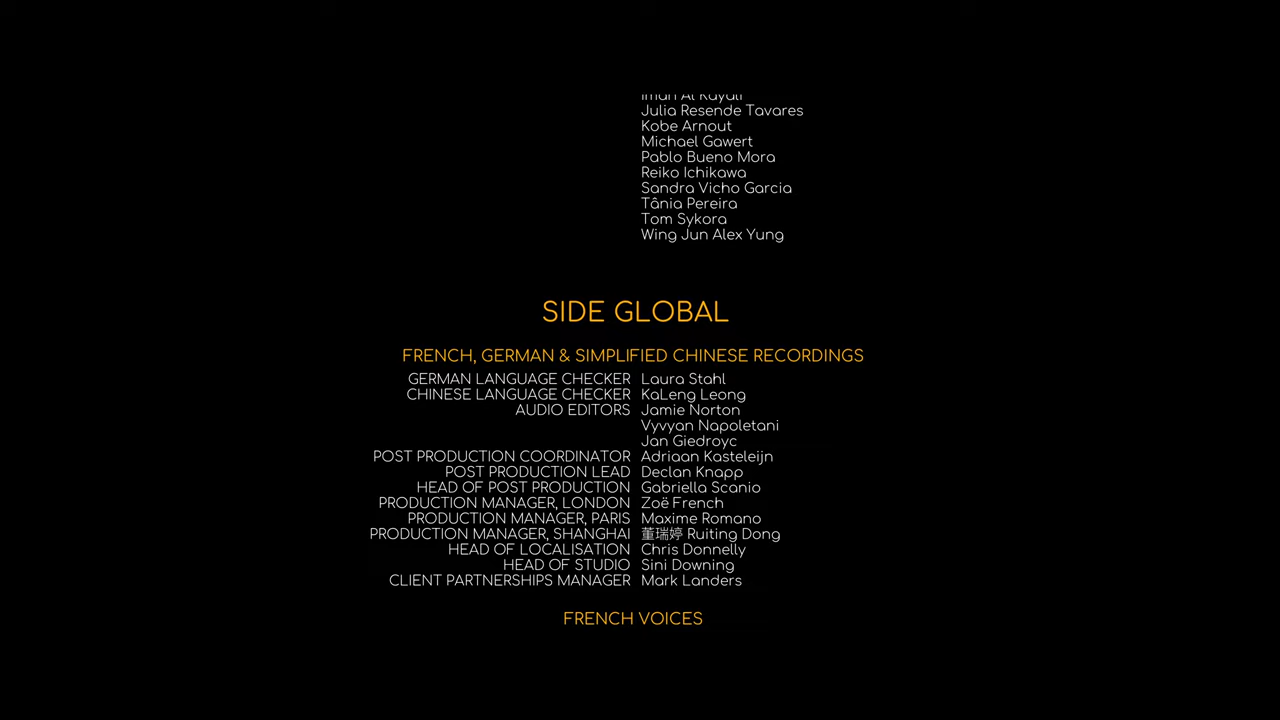 Iman Al Kayali
Julia Resende Tavares
Kobe Arnout
Michael Gawert
Pablo Bueno Mora
Reiko Ichikawa
Sandra Vicho Garcia
Tânia Pereira
Tom Sykora
Wing Jun Alex Yung
SIDE GLOBAL
FRENCH, GERMAN & SIMPLIFIED CHINESE RECORDINGS
GERMAN LANGUAGE CHECKER Laura Stahl
CHINESE LANGUAGE CHECKER KaLeng Leong
AUDIO EDITORS Jamie Norton
Vyvyan Napoletani
Jan Giedroyc
POST PRODUCTION COORDINATOR Adriaan Kasteleijn
POST PRODUCTION LEAD Declan Knapp
HEAD OF POST PRODUCTION Gabriella Scanio
PRODUCTION MANAGER, LONDON Zoë French
PRODUCTION MANAGER, PARIS Maxime Romano
PRODUCTION MANAGER, SHANGHAI 董瑞婷 Ruiting Dong
HEAD OF LOCALISATION Chris Donnelly
HEAD OF STUDIO Sini Downing
CLIENT PARTNERSHIPS MANAGER Mark Landers
FRENCH VOICES